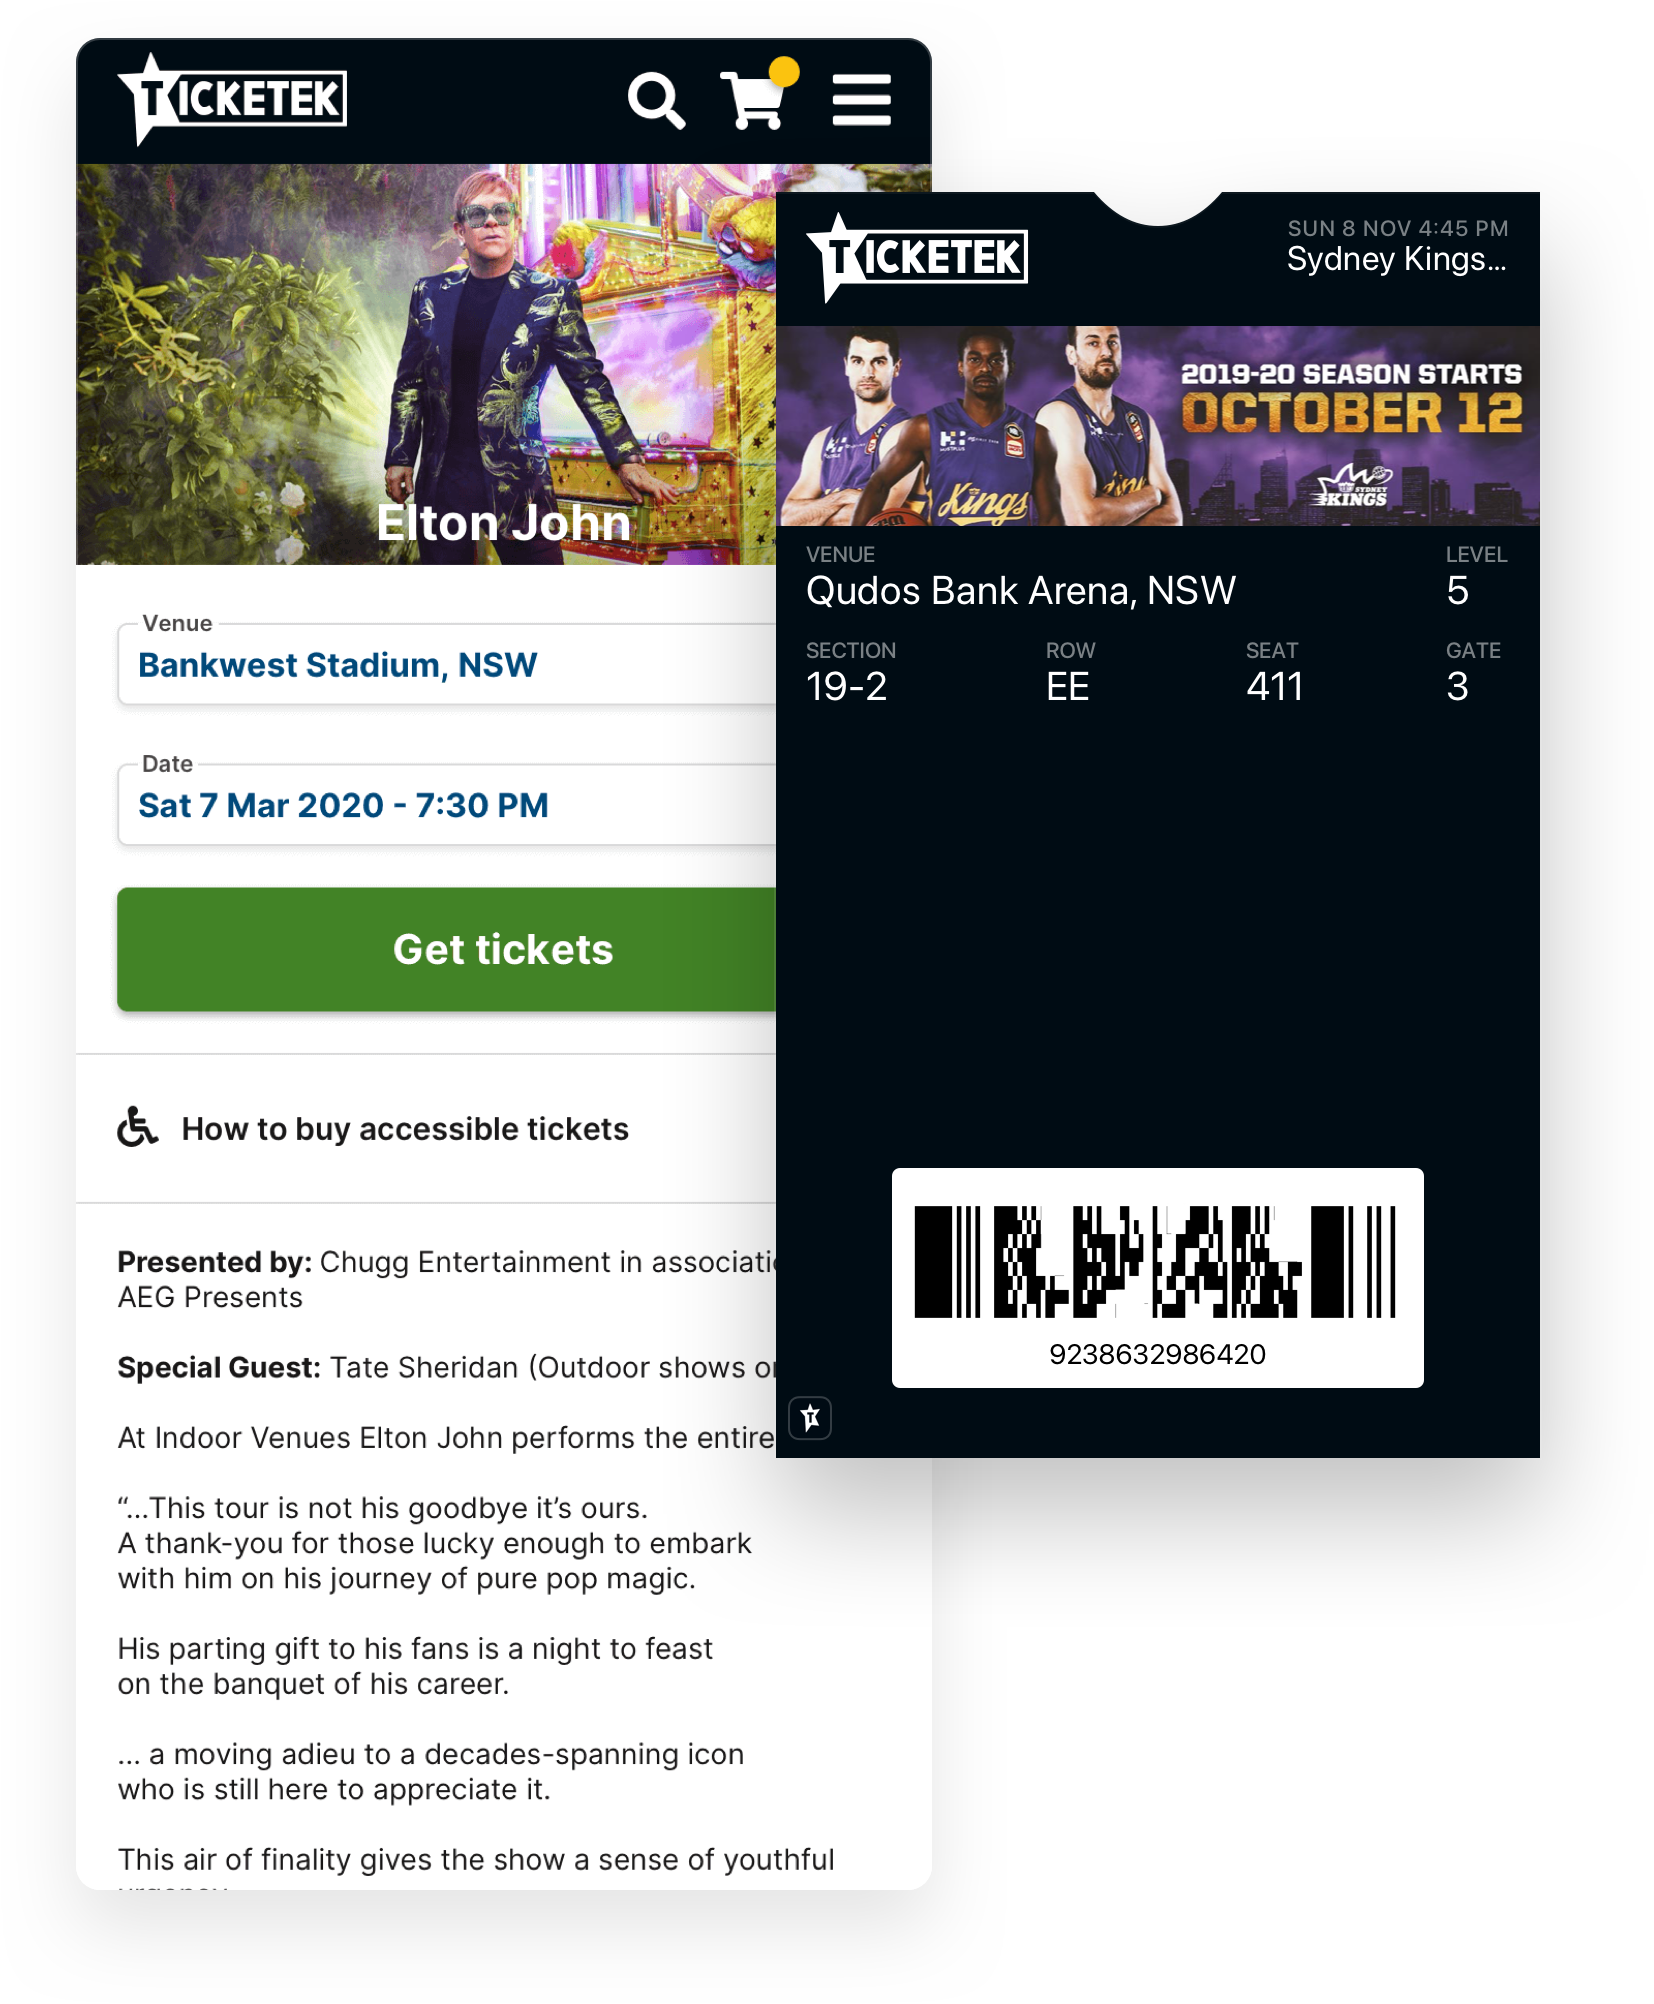 TICKETEK
Elton John
Venue
Bankwest Stadium, NSW
Date
Sat 7 Mar 2020 - 7:30 PM
Get tickets
How to buy accessible tickets
Presented by: Chugg Entertainment in
AEG Presents
Special Guest: Tate Sheridan (Outdoor shows
At Indoor Venues Elton John performs the entire
“...This tour is not his goodbye it’s ours.
A thank-you for those lucky enough to embark
with him on his journey of pure pop magic.
His parting gift to his fans is a night to feast
on the banquet of his career.
... a moving adieu to a decades-spanning icon
who is still here to appreciate it.
This air of finality gives the show a sense of youthful
TICKETEK
SUN 8 NOV 4:45 PM
Sydney Kings...
2019-20 SEASON STARTS
OCTOBER 12
SYDNEY
KINGS
Kings
VENUE
Qudos Bank Arena, NSW
LEVEL
5
SECTION
19-2
ROW
EE
SEAT
411
GATE
3
9238632986420
T